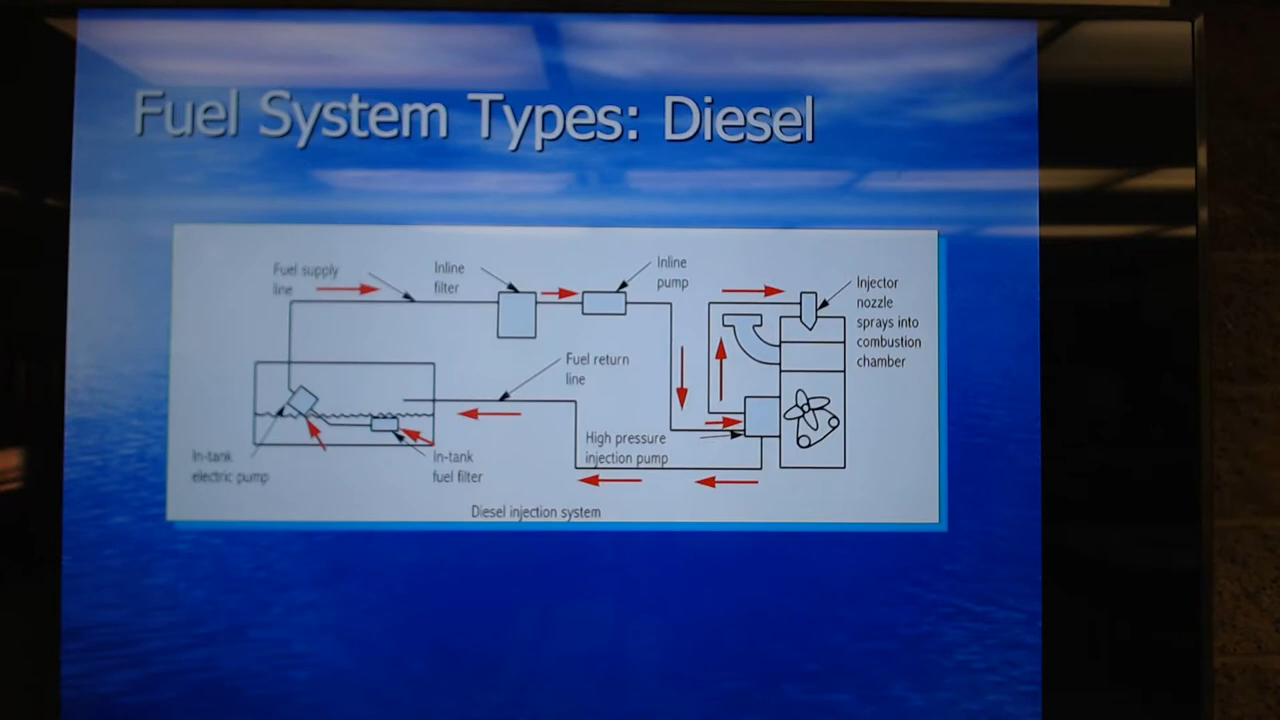 Fuel System Types: Diesel
Fuel supply
line
Inline
filter
Inline
pump
Injector
nozzle
sprays into
combustion
chamber
Fuel return
line
High pressure
injection pump
In-tank
electric pump
In-tank
fuel filter
Diesel injection system